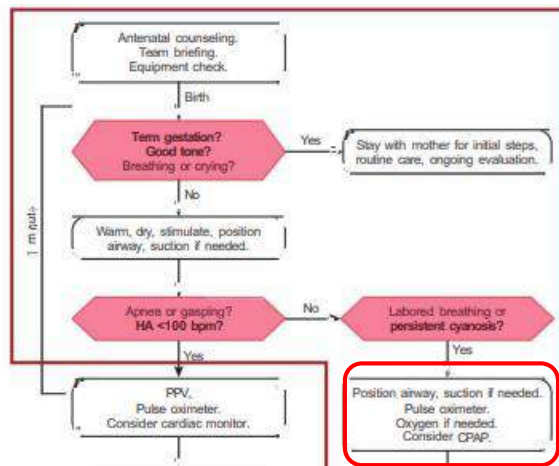 Antenatal counseling.
Team briefing.
Equipment check.
Birth
Term gestation?
Good tone?
Breathing or crying?
Yes
Stay with mother for initial steps,
routine care, ongoing evaluation.
No
Warm, dry, stimulate, position
airway, suction if needed.
1 minute
Apnea or gasping?
HA <100 bpm?
No
Labored breathing or
persistent cyanosis?
Yes
Yes
PPV.
Pulse oximeter.
Consider cardiac monitor.
Position airway, suction if needed.
Pulse oximeter.
Oxygen if needed.
Consider CPAP.